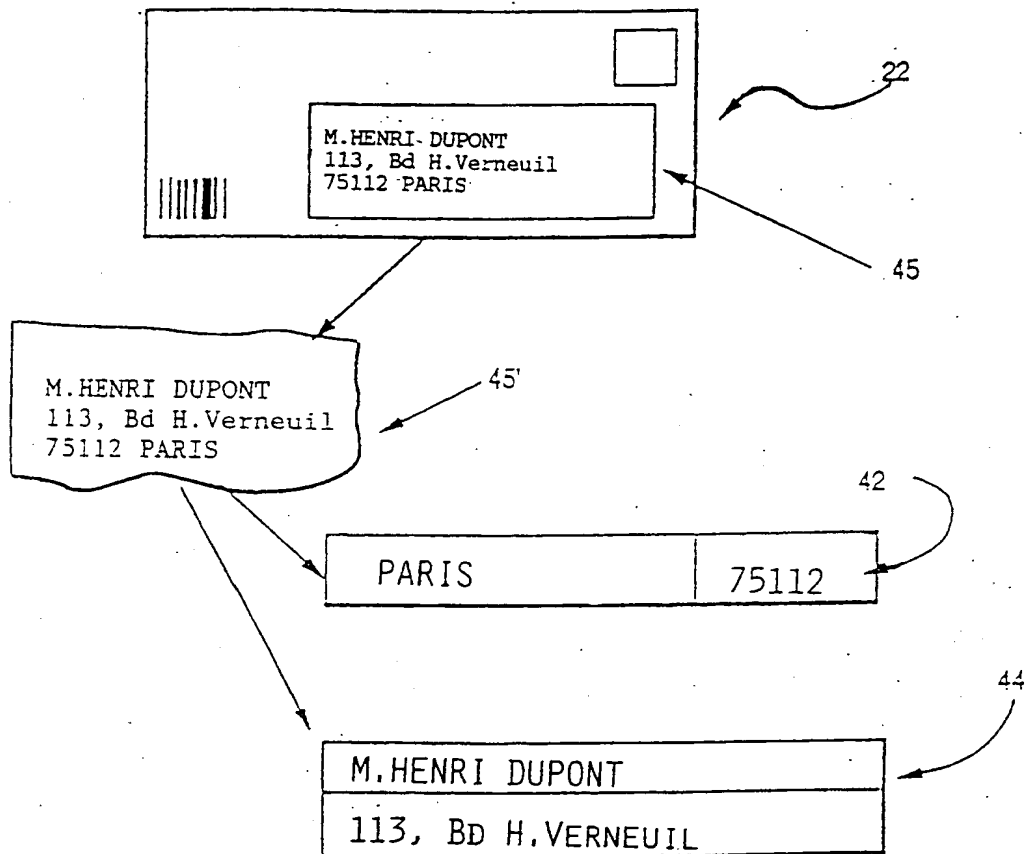 22
M.HENRI DUPONT
113, Bd H.Verneuil
75112 PARIS
45
45'
M.HENRI DUPONT
113, Bd H.Verneuil
75112 PARIS
42
PARIS 75112
44
M.HENRI DUPONT
113, BD H.VERNEUIL